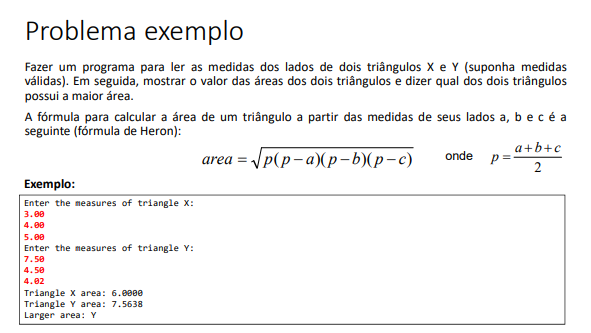 Problema exemplo
Fazer um programa para ler as medidas dos lados de dois triângulos X e Y (suponha medidas
válidas). Em seguida, mostrar o valor das áreas dos dois triângulos e dizer qual dos dois triângulos
possui a maior área.
A fórmula para calcular a área de um triângulo a partir das medidas de seus lados a, b e c é a
seguinte (fórmula de Heron):
area = √p(p−a)(p−b)(p−c) onde p = a+b+c / 2
Exemplo:
Enter the measures of triangle X:
3.00
4.00
5.00
Enter the measures of triangle Y:
7.50
4.50
4.02
Triangle X area: 6.0000
Triangle Y area: 7.5638
Larger area: Y